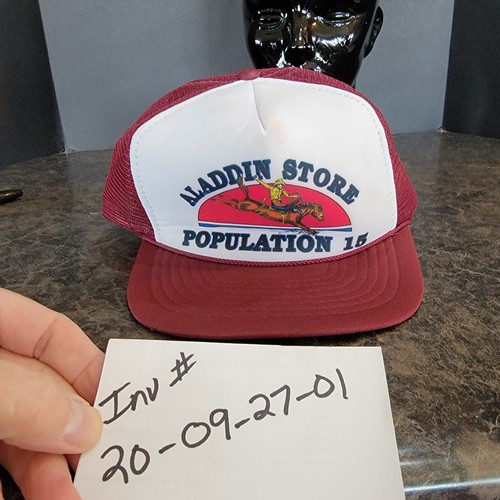 ALADDIN STORE
POPULATION 15
Inv #
20-09-27-01